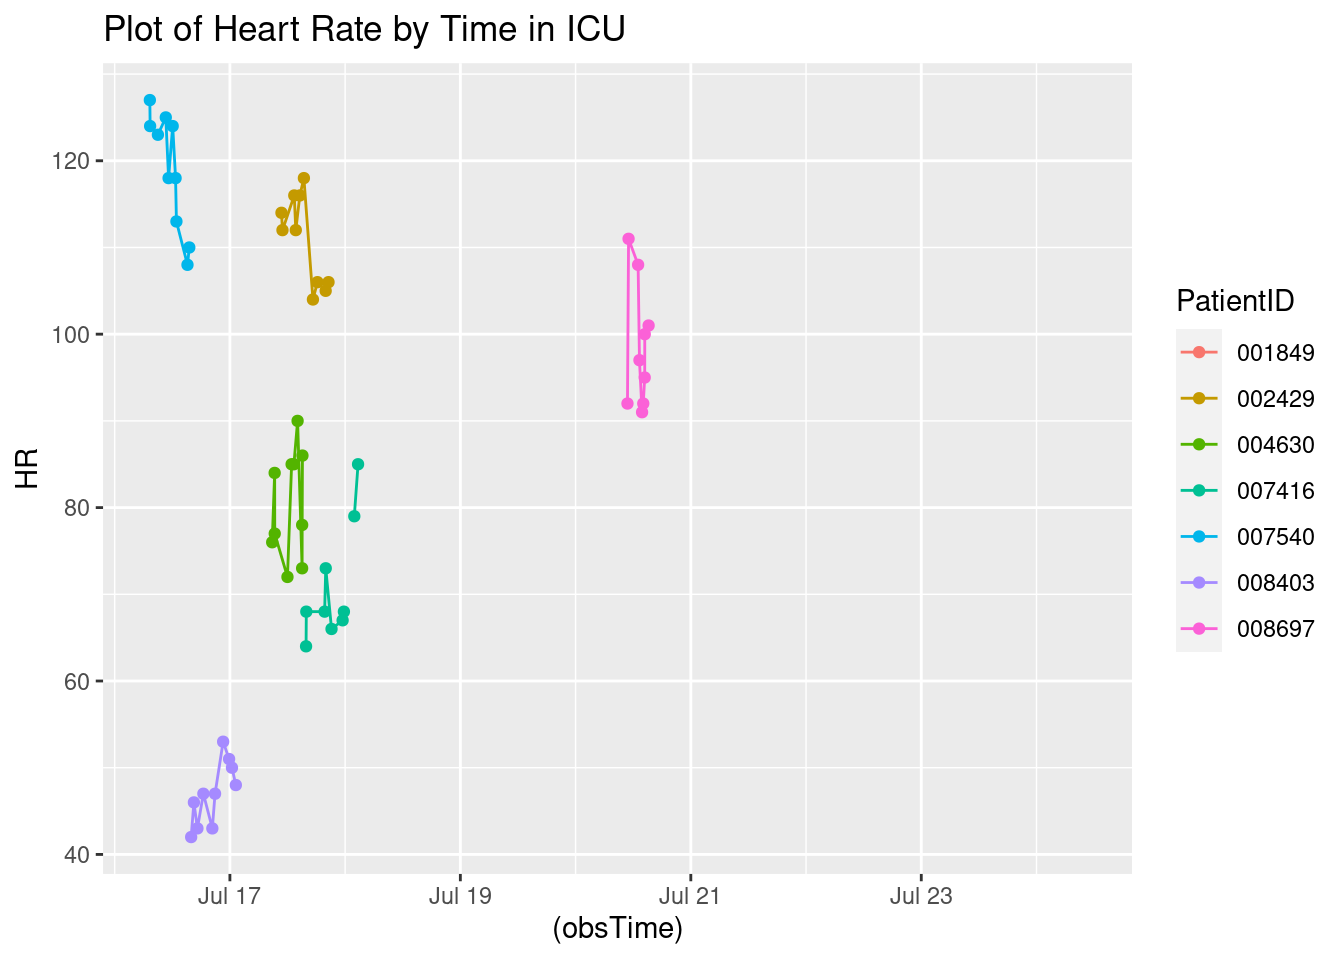 Plot of Heart Rate by Time in ICU
120
100
80
60
40
HR
Jul 17
Jul 19
Jul 21
Jul 23
(obsTime)
PatientID
001849
002429
004630
007416
007540
008403
008697